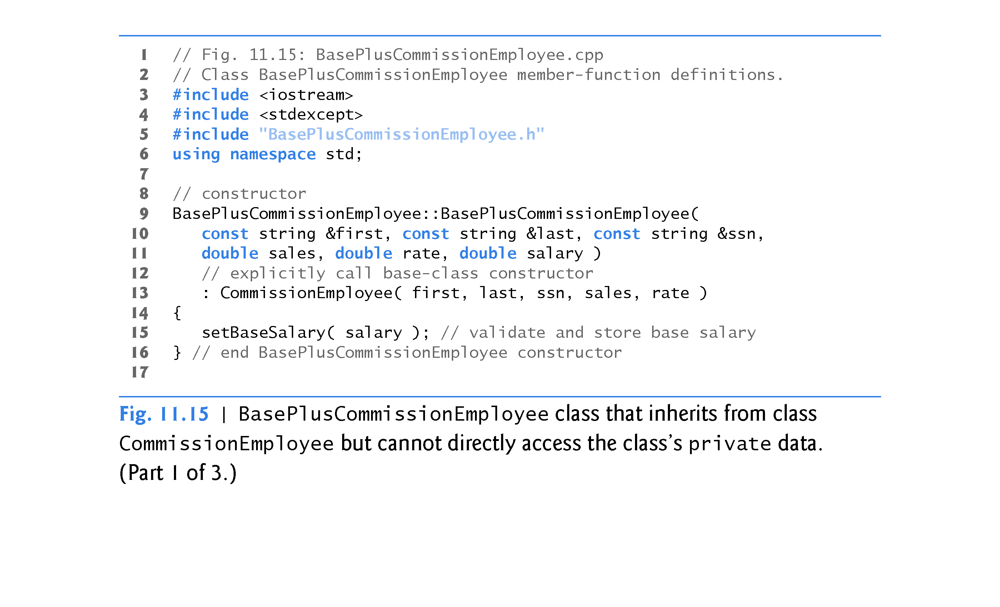 1 // Fig. 11.15: BasePlusCommissionEmployee.cpp
2 // Class BasePlusCommissionEmployee member-function definitions.
3 #include <iostream>
4 #include <stdexcept>
5 #include "BasePlusCommissionEmployee.h"
6 using namespace std;
7
8 // constructor
9 BasePlusCommissionEmployee::BasePlusCommissionEmployee(
10 const string &first, const string &last, const string &ssn,
11 double sales, double rate, double salary )
12 // explicitly call base-class constructor
13 : CommissionEmployee( first, last, ssn, sales, rate )
14 {
15 setBaseSalary( salary ); // validate and store base salary
16 } // end BasePlusCommissionEmployee constructor
17
Fig. 11.15 | BasePlusCommissionEmployee class that inherits from class
CommissionEmployee but cannot directly access the class’s private data.
(Part 1 of 3.)